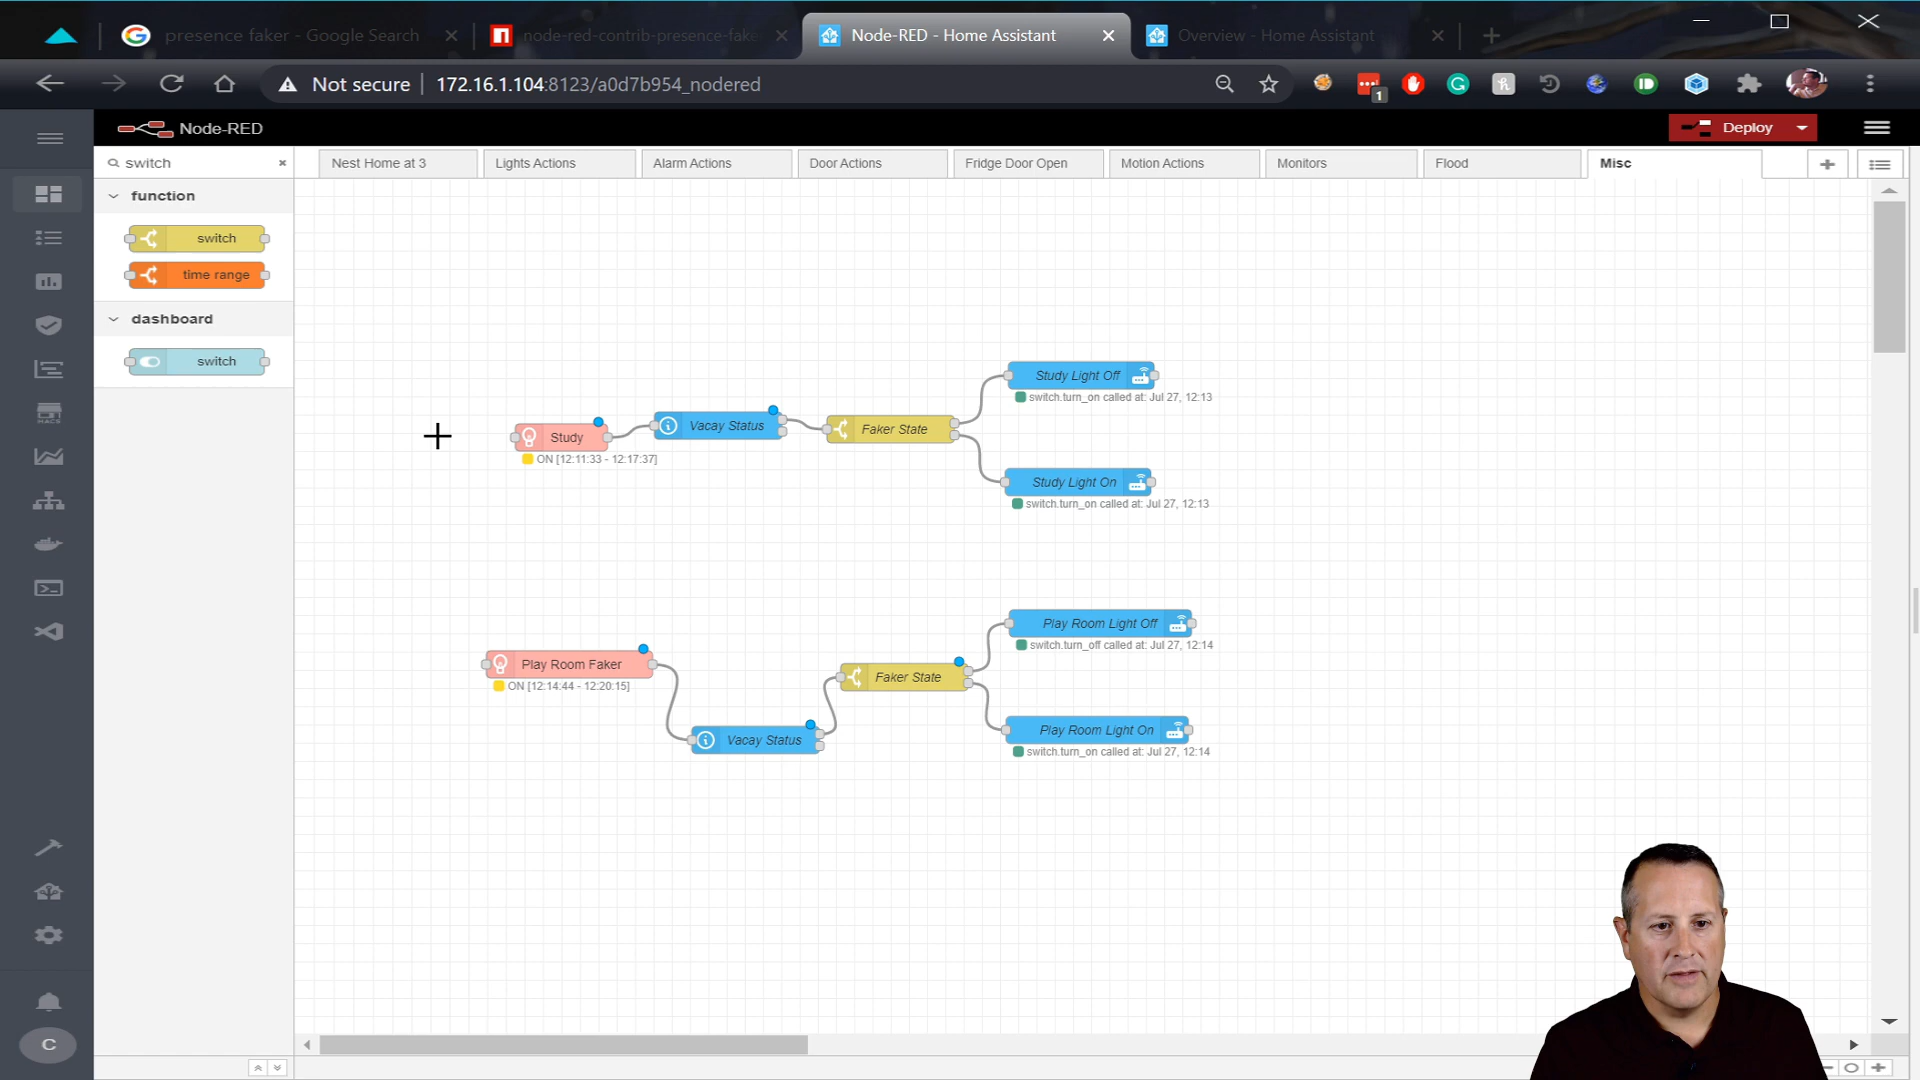 presence faker - Google Search
node-red-contrib-presence-fake
Node-RED - Home Assistant
Overview - Home Assistant
Not secure
172.16.1.104:8123/a0d7b954_nodered
1
Node-RED
Deploy
switch
Nest Home at 3
Lights Actions
Alarm Actions
Door Actions
Fridge Door Open
Motion Actions
Monitors
Flood
Misc
function
switch
time range
dashboard
switch
Study Light Off
switch.turn_on called at: Jul 27, 12:13
Study
Vacay Status
Faker State
ON [12:11:33 - 12:17:37]
Study Light On
switch.turn_on called at: Jul 27, 12:13
Play Room Light Off
switch.turn_off called at: Jul 27, 12:14
Play Room Faker
Faker State
ON [12:14:44 - 12:20:15]
Vacay Status
Play Room Light On
switch.turn_on called at: Jul 27, 12:14
HACS
C